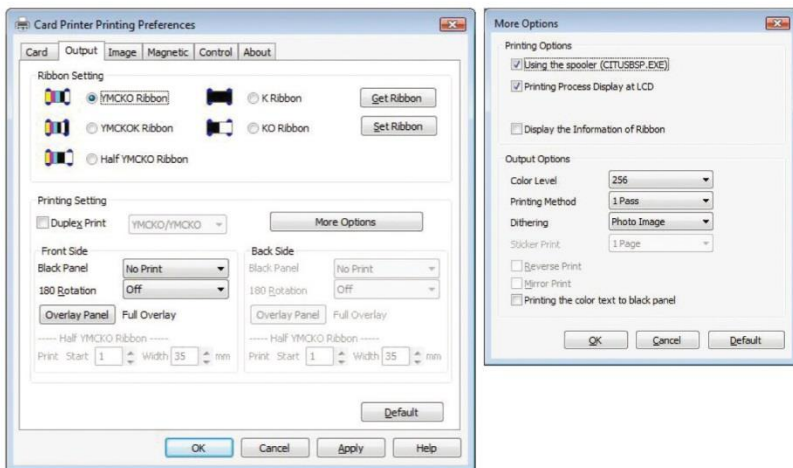 Card Printer Printing Preferences
Card Output Image Magnetic Control About
Ribbon Setting
YMCKO Ribbon K Ribbon Get Ribbon
YMCKOK Ribbon KO Ribbon Set Ribbon
Half YMCKO Ribbon
Printing Setting
Duplex Print YMCKO/YMCKO More Options
Front Side Back Side
Black Panel No Print Black Panel No Print
180 Rotation Off 180 Rotation Off
Overlay Panel Full Overlay Overlay Panel Full Overlay
----- Half YMCKO Ribbon ----- ----- Half YMCKO Ribbon -----
Print Start 1 Width 35 mm Print Start 1 Width 35 mm
Default
OK Cancel Apply Help
More Options
Printing Options
Using the spooler (CITUSBSP.EXE)
Printing Process Display at LCD
Display the Information of Ribbon
Output Options
Color Level 256
Printing Method 1 Pass
Dithering Photo Image
Sticker Print 1 Page
Reverse Print
Mirror Print
Printing the color text to black panel
OK Cancel Default